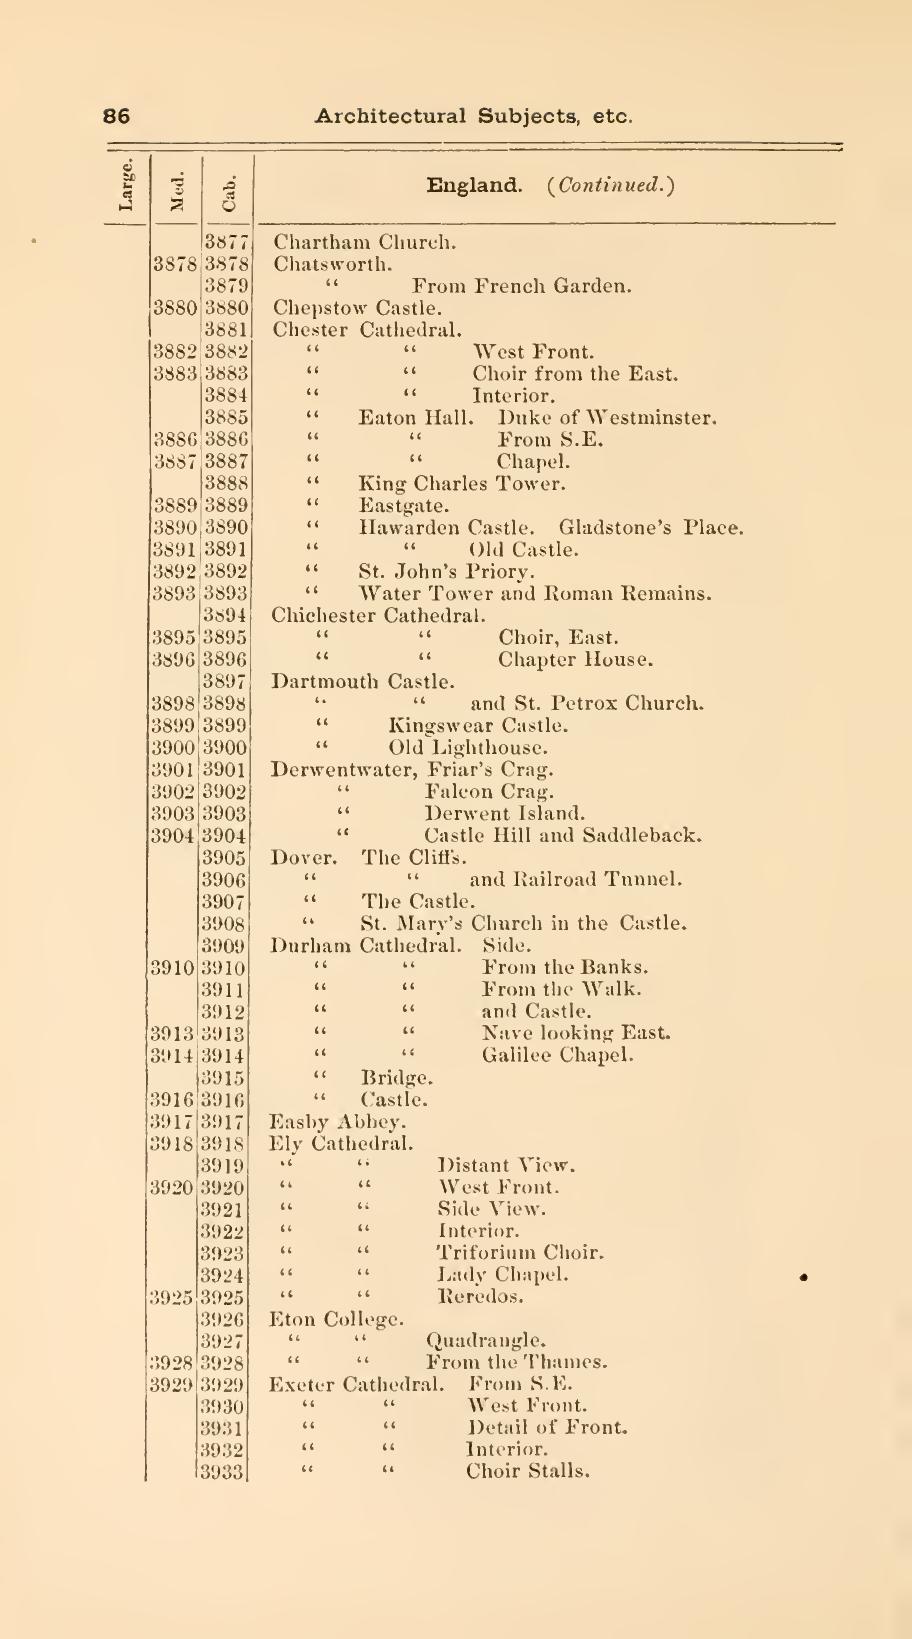 86 Architectural Subjects, etc.
Large. Med. Cab. England. (Continued.)
3877 Chartham Church.
3878 3878 Chatsworth.
3879 “ From French Garden.
3880 3880 Chepstow Castle.
3881 Chester Cathedral.
3882 3882 “ “ West Front.
3883 3883 “ “ Choir from the East.
3884 “ “ Interior.
3885 “ Eaton Hall. Duke of Westminster.
3886 3886 “ “ From S.E.
3887 3887 “ “ Chapel.
3888 “ King Charles Tower.
3889 3889 “ Eastgate.
3890 3890 “ Hawarden Castle. Gladstone's Place.
3891 3891 “ “ Old Castle.
3892 3892 “ St. John's Priory.
3893 3893 “ Water Tower and Roman Remains.
3894 Chichester Cathedral.
3895 3895 “ “ Choir, East.
3896 3896 “ “ Chapter House.
3897 Dartmouth Castle.
3898 3898 “ “ and St. Petrox Church.
3899 3899 “ Kingswear Castle.
3900 3900 “ Old Lighthouse.
3901 3901 Derwentwater, Friar's Crag.
3902 3902 “ Falcon Crag.
3903 3903 “ Derwent Island.
3904 3904 “ Castle Hill and Saddleback.
3905 Dover. The Cliffs.
3906 “ “ and Railroad Tunnel.
3907 “ The Castle.
3908 “ St. Mary's Church in the Castle.
3909 Durham Cathedral. Side.
3910 3910 “ “ From the Banks.
3911 “ “ From the Walk.
3912 “ “ and Castle.
3913 3913 “ “ Nave looking East.
3914 3914 “ “ Galilee Chapel.
3915 “ Bridge.
3916 3916 “ Castle.
3917 3917 Easby Abbey.
3918 3918 Ely Cathedral.
3919 “ “ Distant View.
3920 3920 “ “ West Front.
3921 “ “ Side View.
3922 “ “ Interior.
3923 “ “ Triforium Choir.
3924 “ “ Lady Chapel.
3925 3925 “ “ Reredos.
3926 Eton College.
3927 “ “ Quadrangle.
3928 3928 “ “ From the Thames.
3929 3929 Exeter Cathedral. From S.E.
3930 “ “ West Front.
3931 “ “ Detail of Front.
3932 “ “ Interior.
3933 “ “ Choir Stalls.